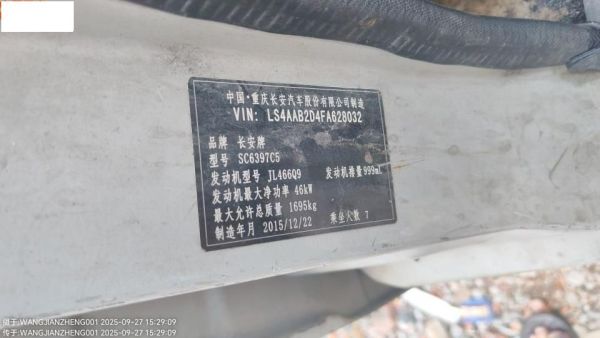 中国·重庆长安汽车股份有限公司制造
VIN: LS4AAB2D4FA628032
品牌 长安牌
型号 SC6397C5
发动机型号 JL466Q9 发动机排量 999mL
发动机最大净功率 46kW
最大允许总质量 1695kg
制造年月 2015/12/22 乘坐人数 7
摄于:WANGJIANZHENG001 2025-09-27 15:29:09
传于:WANGJIANZHENG001 2025-09-27 15:29:09